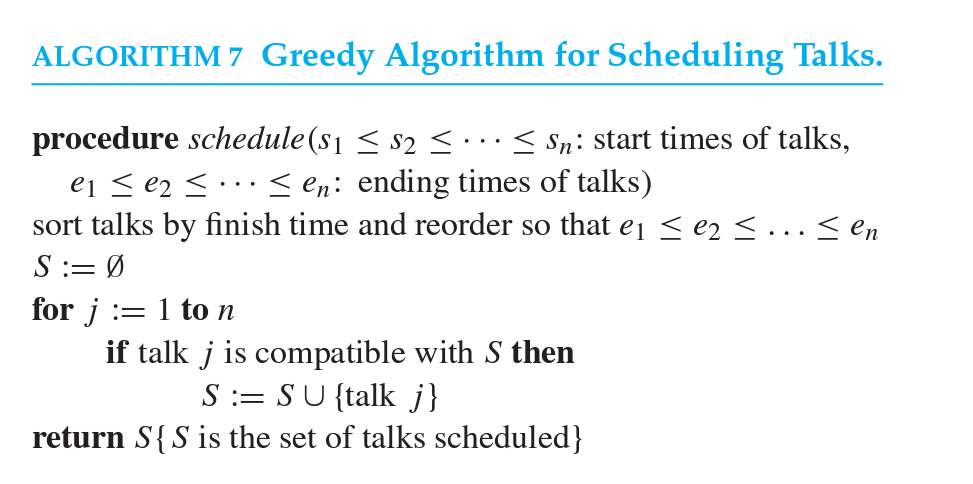 ALGORITHM 7 Greedy Algorithm for Scheduling Talks.
procedure schedule(s₁ ≤ s₂ ≤ ⋯ ≤ sₙ: start times of talks,
e₁ ≤ e₂ ≤ ⋯ ≤ eₙ: ending times of talks)
sort talks by finish time and reorder so that e₁ ≤ e₂ ≤ ... ≤ eₙ
S := ∅
for j := 1 to n
if talk j is compatible with S then
S := S ∪ {talk j}
return S{S is the set of talks scheduled}